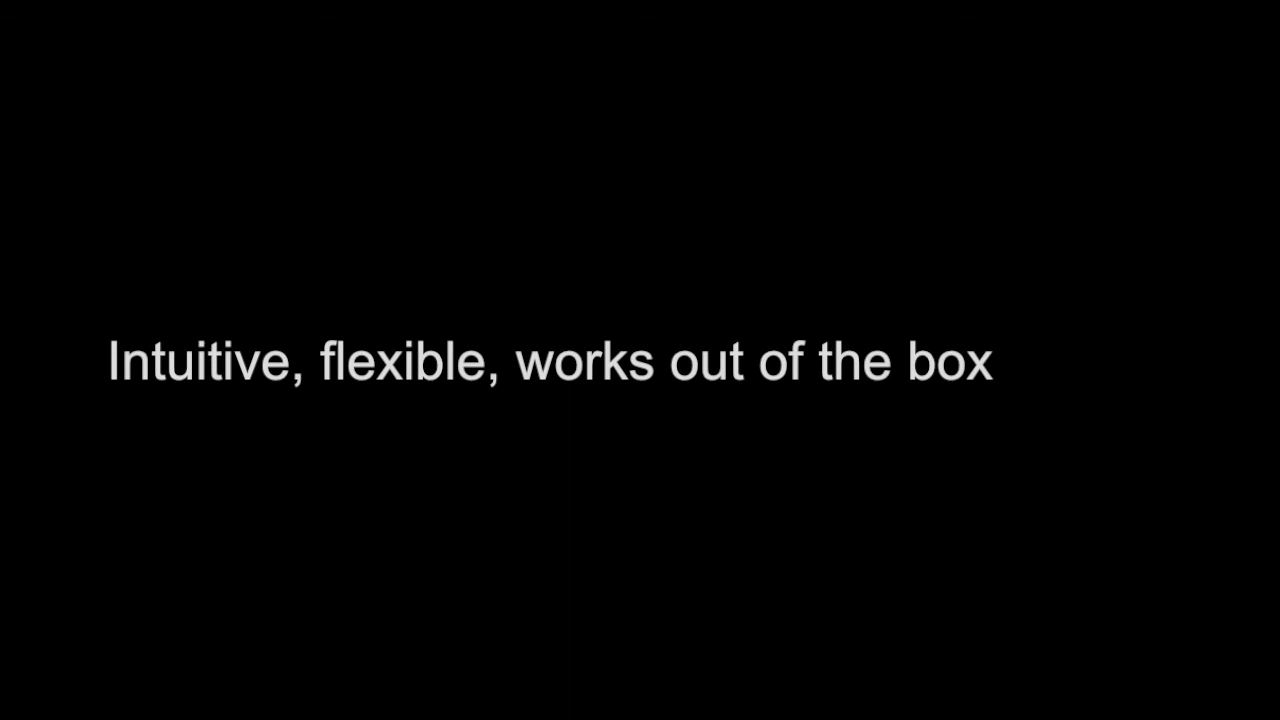 Intuitive, flexible, works out of the box